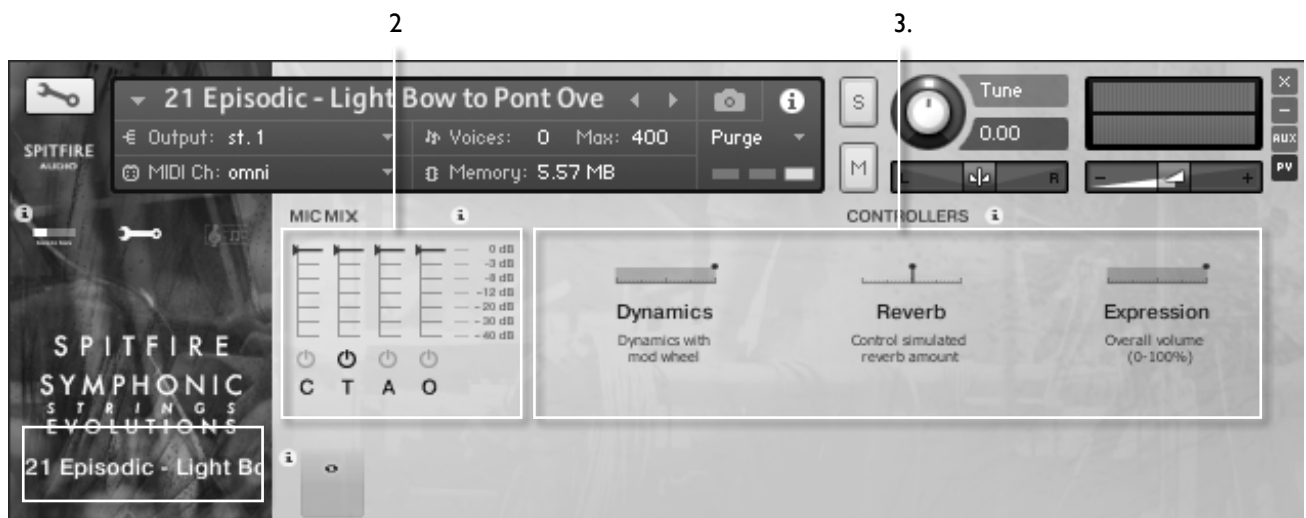 2
3.
21 Episodic - Light Bow to Pont Ove
Output: st. 1
Voices: 0 Max: 400
Purge
MIDI Ch: omni
Memory: 5.57 MB
S
M
Tune
0.00
L
R
-
+
X
-
AUX
PV
SPITFIRE
AUDIO
MIC MIX
CONTROLLERS
0 dB
-3 dB
-8 dB
-12 dB
-20 dB
-30 dB
-40 dB
C T A O
Dynamics
Dynamics with
mod wheel
Reverb
Control simulated
reverb amount
Expression
Overall volume
(0-100%)
SPITFIRE
SYMPHONIC
STRINGS
EVOLUTIONS
21 Episodic - Light Bo